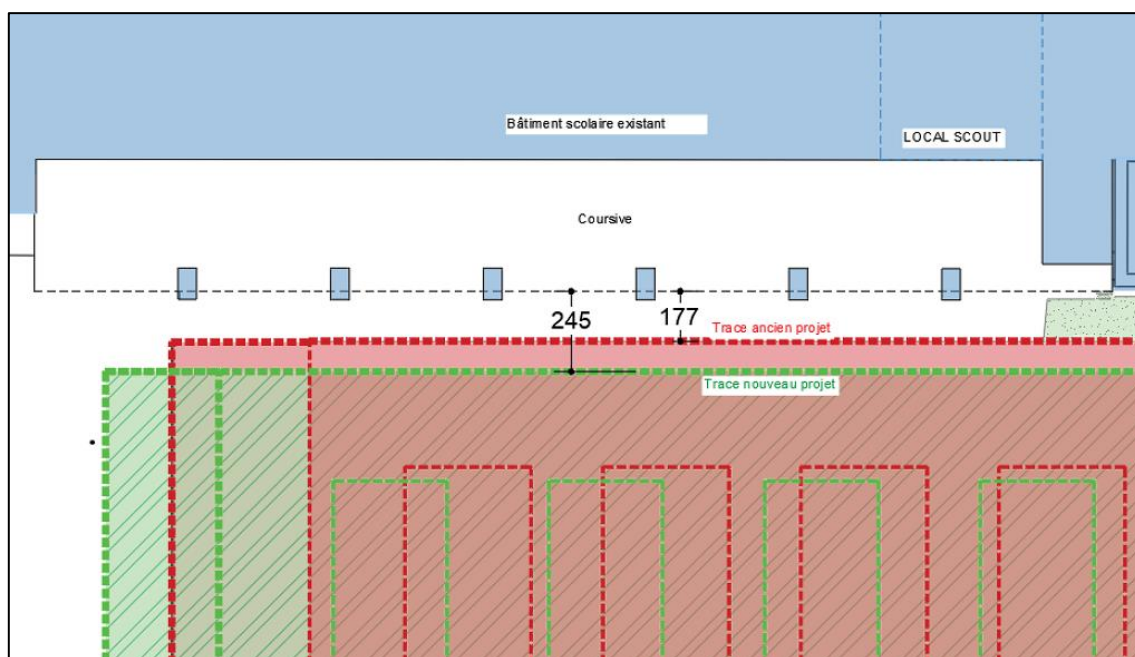 Bâtiment scolaire existant
LOCAL SCOUT
Coursive
245
177
Trace ancien projet
Trace nouveau projet